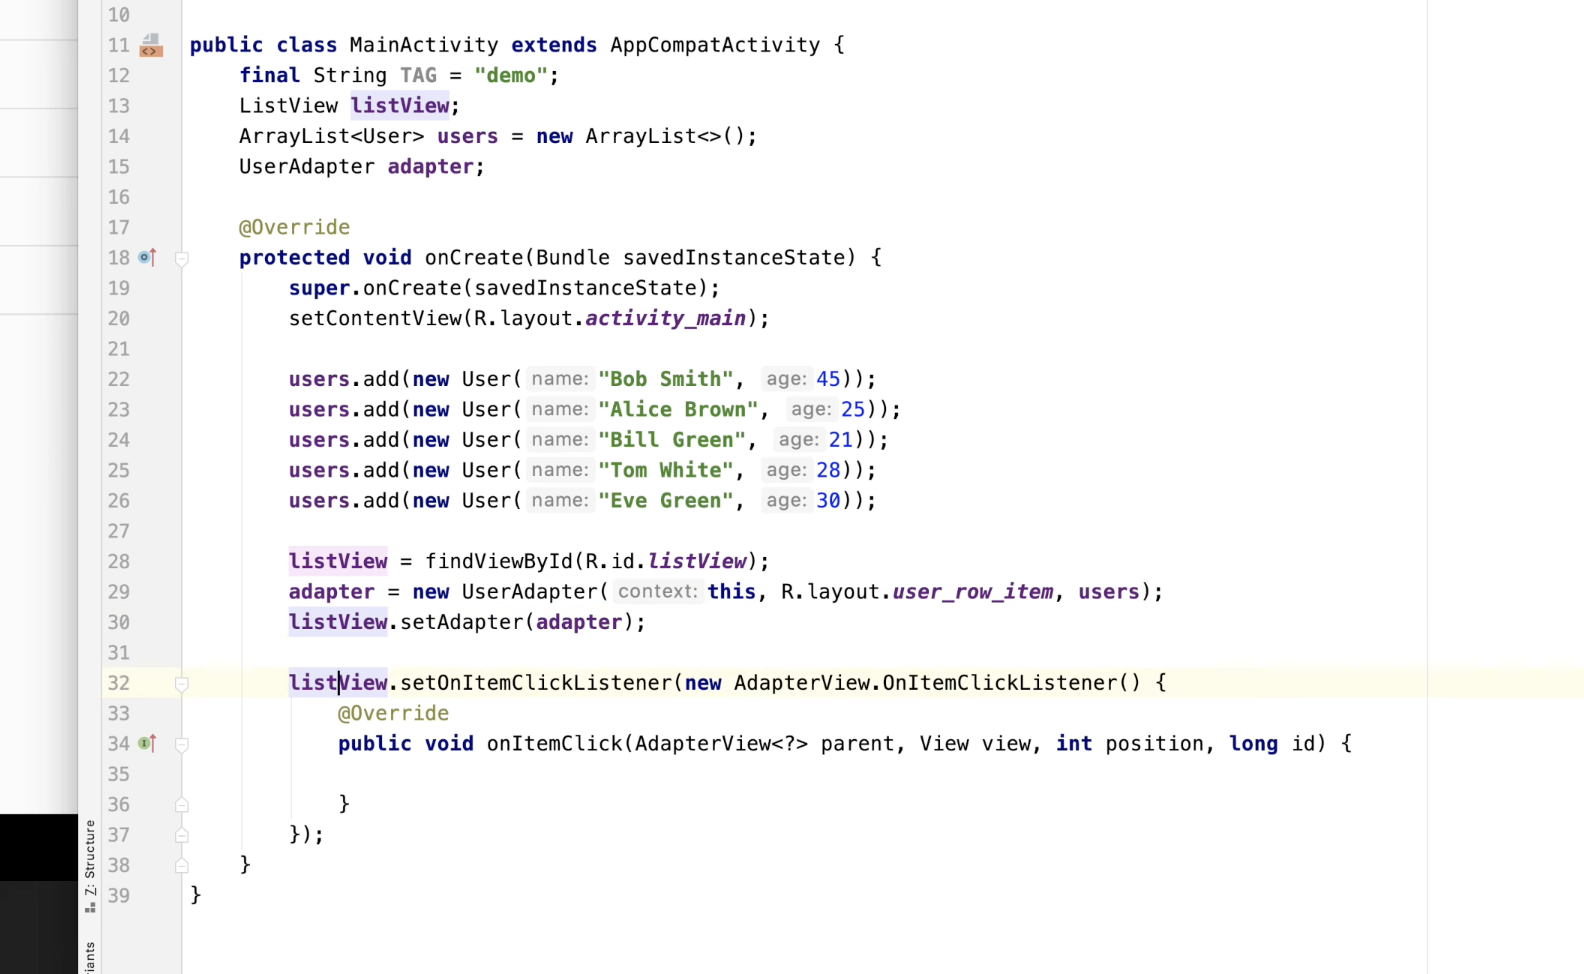 10
11 public class MainActivity extends AppCompatActivity {
12     final String TAG = "demo";
13     ListView listView;
14     ArrayList<User> users = new ArrayList<>();
15     UserAdapter adapter;
16
17     @Override
18     protected void onCreate(Bundle savedInstanceState) {
19         super.onCreate(savedInstanceState);
20         setContentView(R.layout.activity_main);
21
22         users.add(new User( name: "Bob Smith",  age: 45));
23         users.add(new User( name: "Alice Brown",  age: 25));
24         users.add(new User( name: "Bill Green",  age: 21));
25         users.add(new User( name: "Tom White",  age: 28));
26         users.add(new User( name: "Eve Green",  age: 30));
27
28         listView = findViewById(R.id.listView);
29         adapter = new UserAdapter( context: this, R.layout.user_row_item, users);
30         listView.setAdapter(adapter);
31
32         listView.setOnItemClickListener(new AdapterView.OnItemClickListener() {
33             @Override
34             public void onItemClick(AdapterView<?> parent, View view, int position, long id) {
35
36             }
37         });
38     }
39 }
Z: Structure
iants